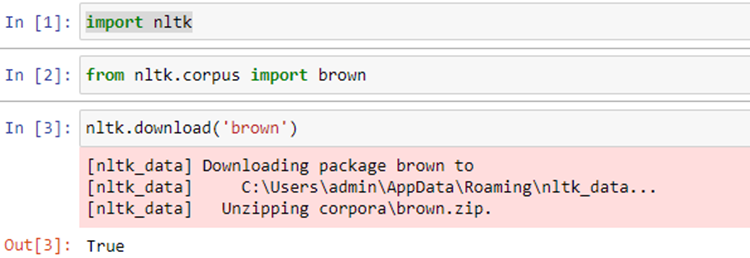 In [1]: import nltk
In [2]: from nltk.corpus import brown
In [3]: nltk.download('brown')
[nltk_data] Downloading package brown to
[nltk_data]     C:\Users\admin\AppData\Roaming\nltk_data...
[nltk_data]   Unzipping corpora\brown.zip.
Out[3]: True